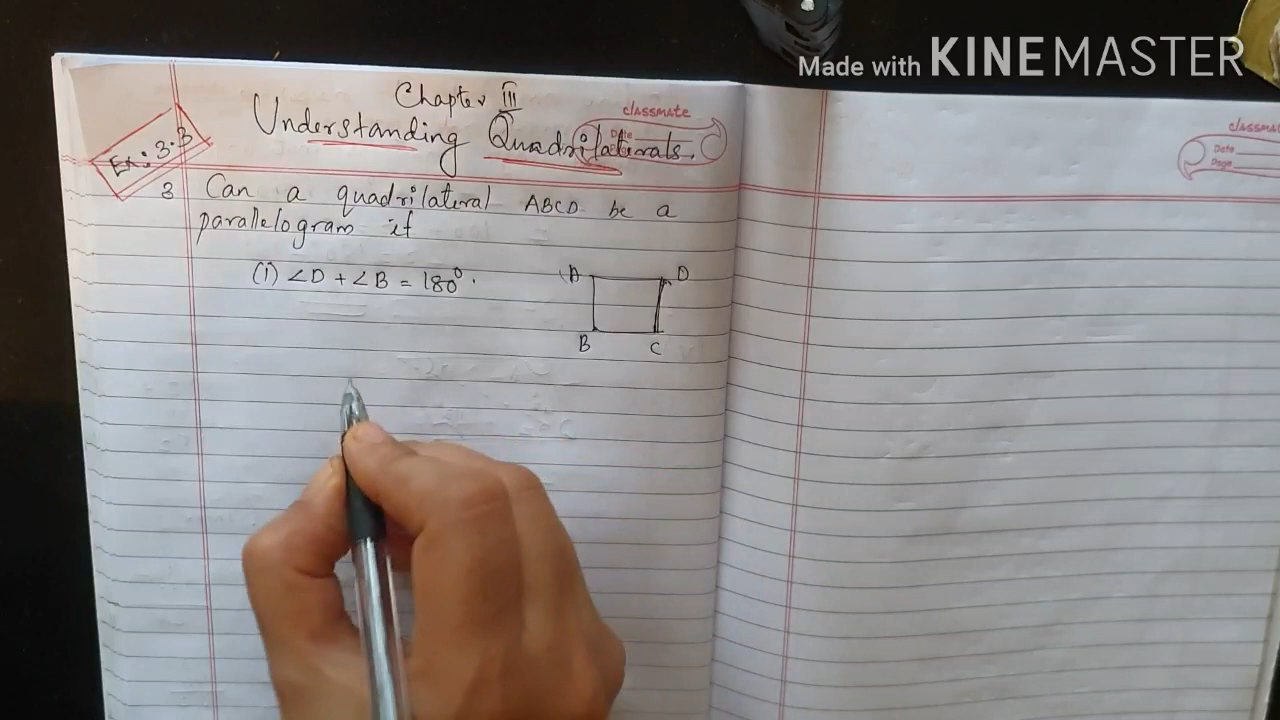 Made with KINEMASTER
Chapter III
classmate
Understanding Quadrilaterals.
Date
Ex: 3.3
classmate
Date
Page
3 Can a quadrilateral ABCD be a
parallelogram if
(i) ∠D + ∠B = 180°.
A D
B C